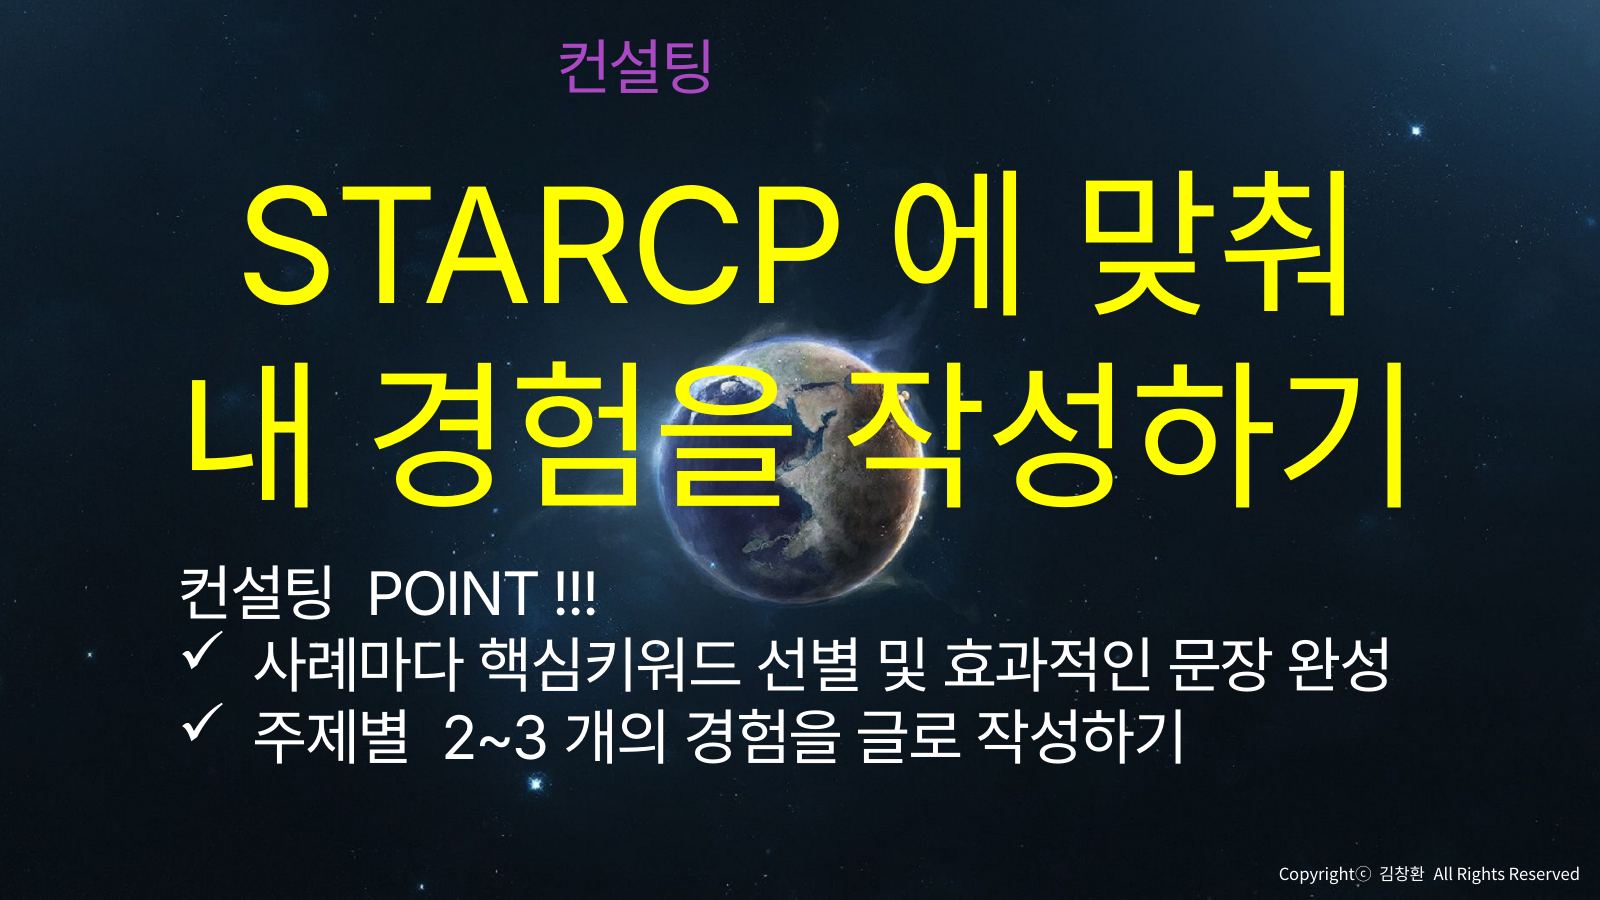 컨설팅
STARCP 에 맞춰
내 경험을 작성하기
컨설팅 POINT !!!
✓ 사례마다 핵심키워드 선별 및 효과적인 문장 완성
✓ 주제별 2~3 개의 경험을 글로 작성하기
Copyrightⓒ 김창환 All Rights Reserved